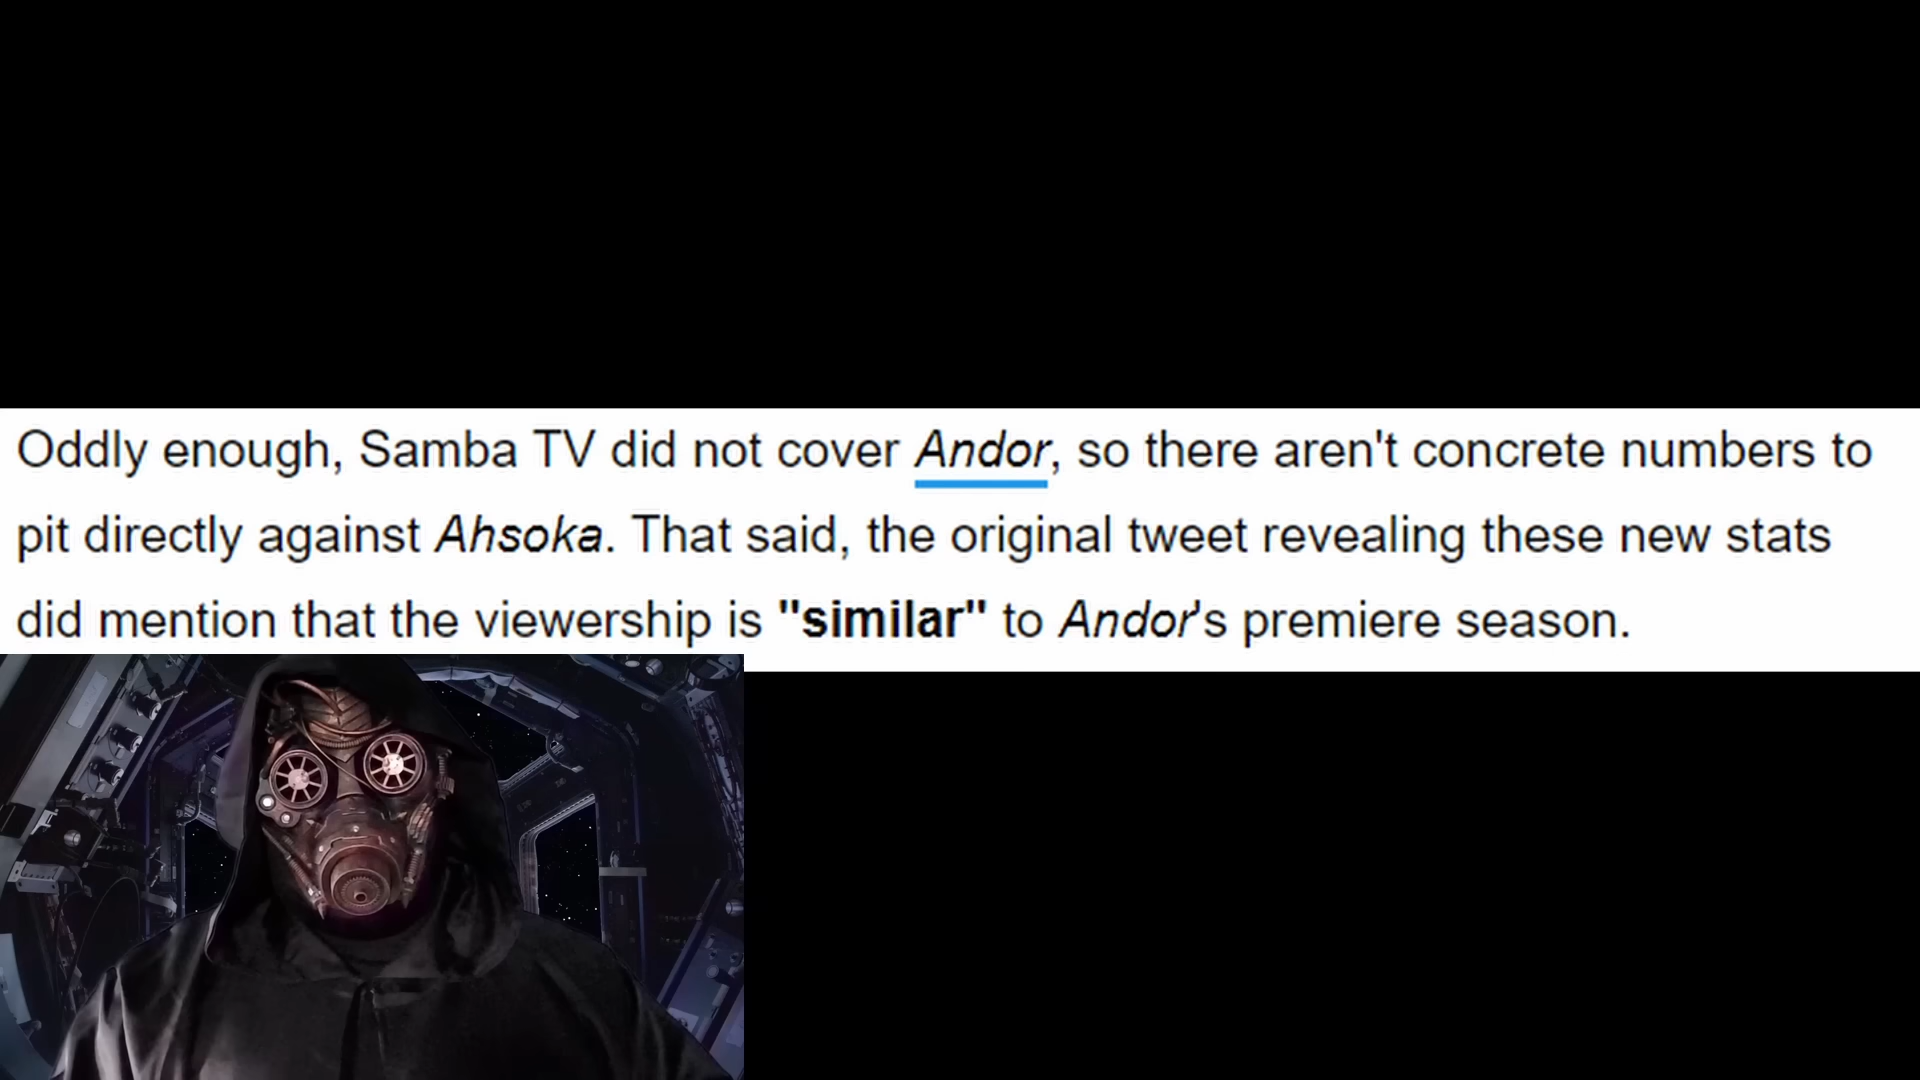 Oddly enough, Samba TV did not cover Andor, so there aren't concrete numbers to
pit directly against Ahsoka. That said, the original tweet revealing these new stats
did mention that the viewership is "similar" to Andor's premiere season.